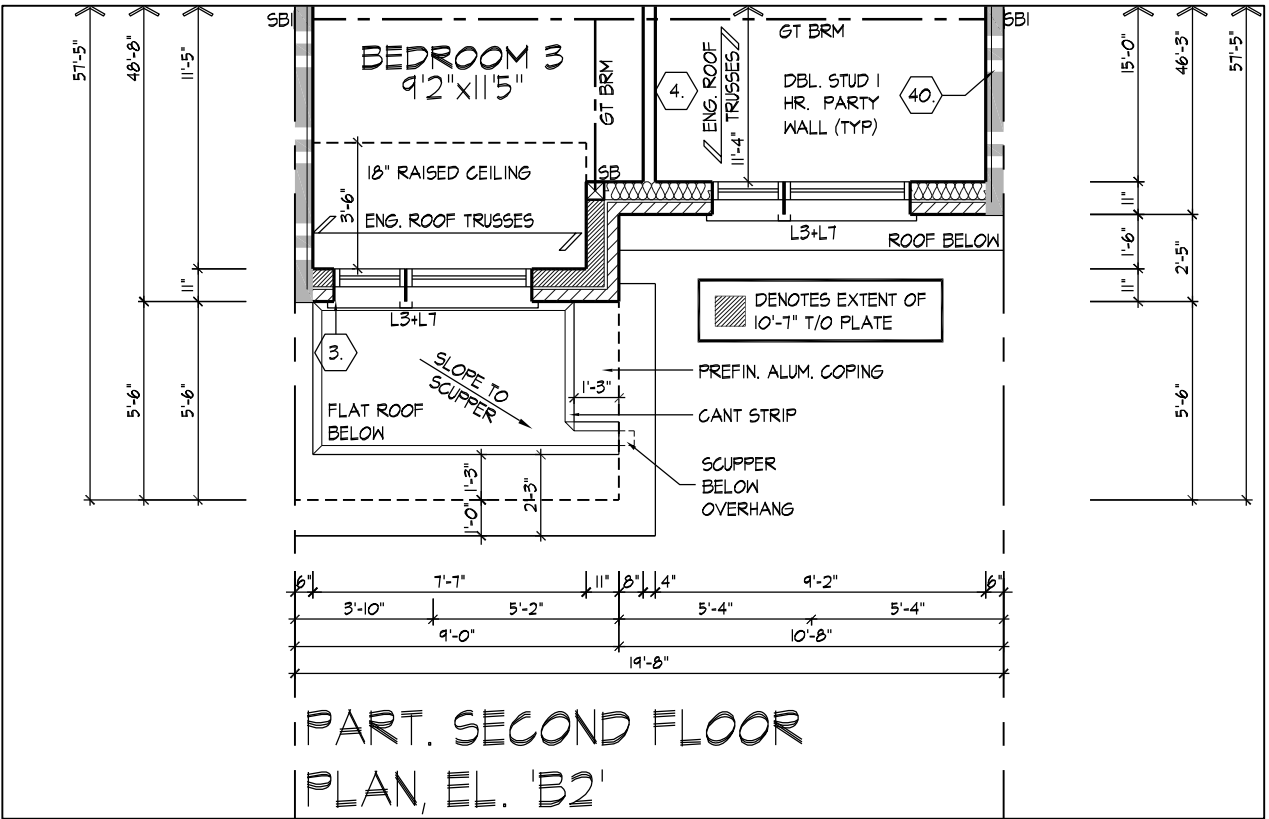 SB1
SB1
GT BRM
BEDROOM 3
9'2"x11'5"
GT BRM
4.
ENG. ROOF
TRUSSES
11'-4"
DBL. STUD 1
HR. PARTY
WALL (TYP)
40.
57'-5"
48'-8"
11'-5"
15'-0"
46'-3"
57'-5"
18" RAISED CEILING
SB
3'-6"
ENG. ROOF TRUSSES
L3+L7
ROOF BELOW
11"
11"
1'-6"
2'-5"
11"
L3+L7
3.
DENOTES EXTENT OF
10'-7" T/O PLATE
SLOPE TO
SCUPPER
PREFIN. ALUM. COPING
1'-3"
5'-6"
5'-6"
5'-6"
FLAT ROOF
BELOW
CANT STRIP
SCUPPER
BELOW
OVERHANG
1'-3"
2'-3"
1'-0"
6"
7'-7"
11"
8"
4"
9'-2"
6"
3'-10"
5'-2"
5'-4"
5'-4"
9'-0"
10'-8"
19'-8"
PART. SECOND FLOOR
PLAN, EL. 'B2'